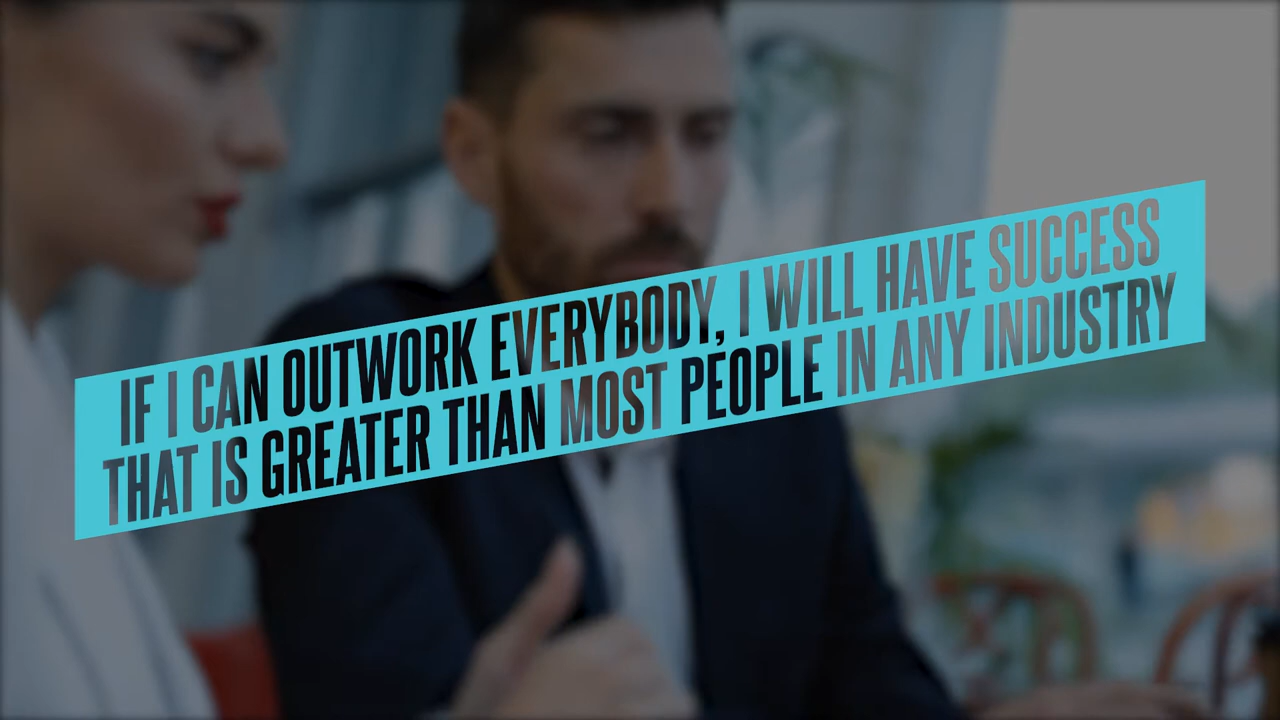 IF I CAN OUTWORK EVERYBODY, I WILL HAVE SUCCESS
THAT IS GREATER THAN MOST PEOPLE IN ANY INDUSTRY